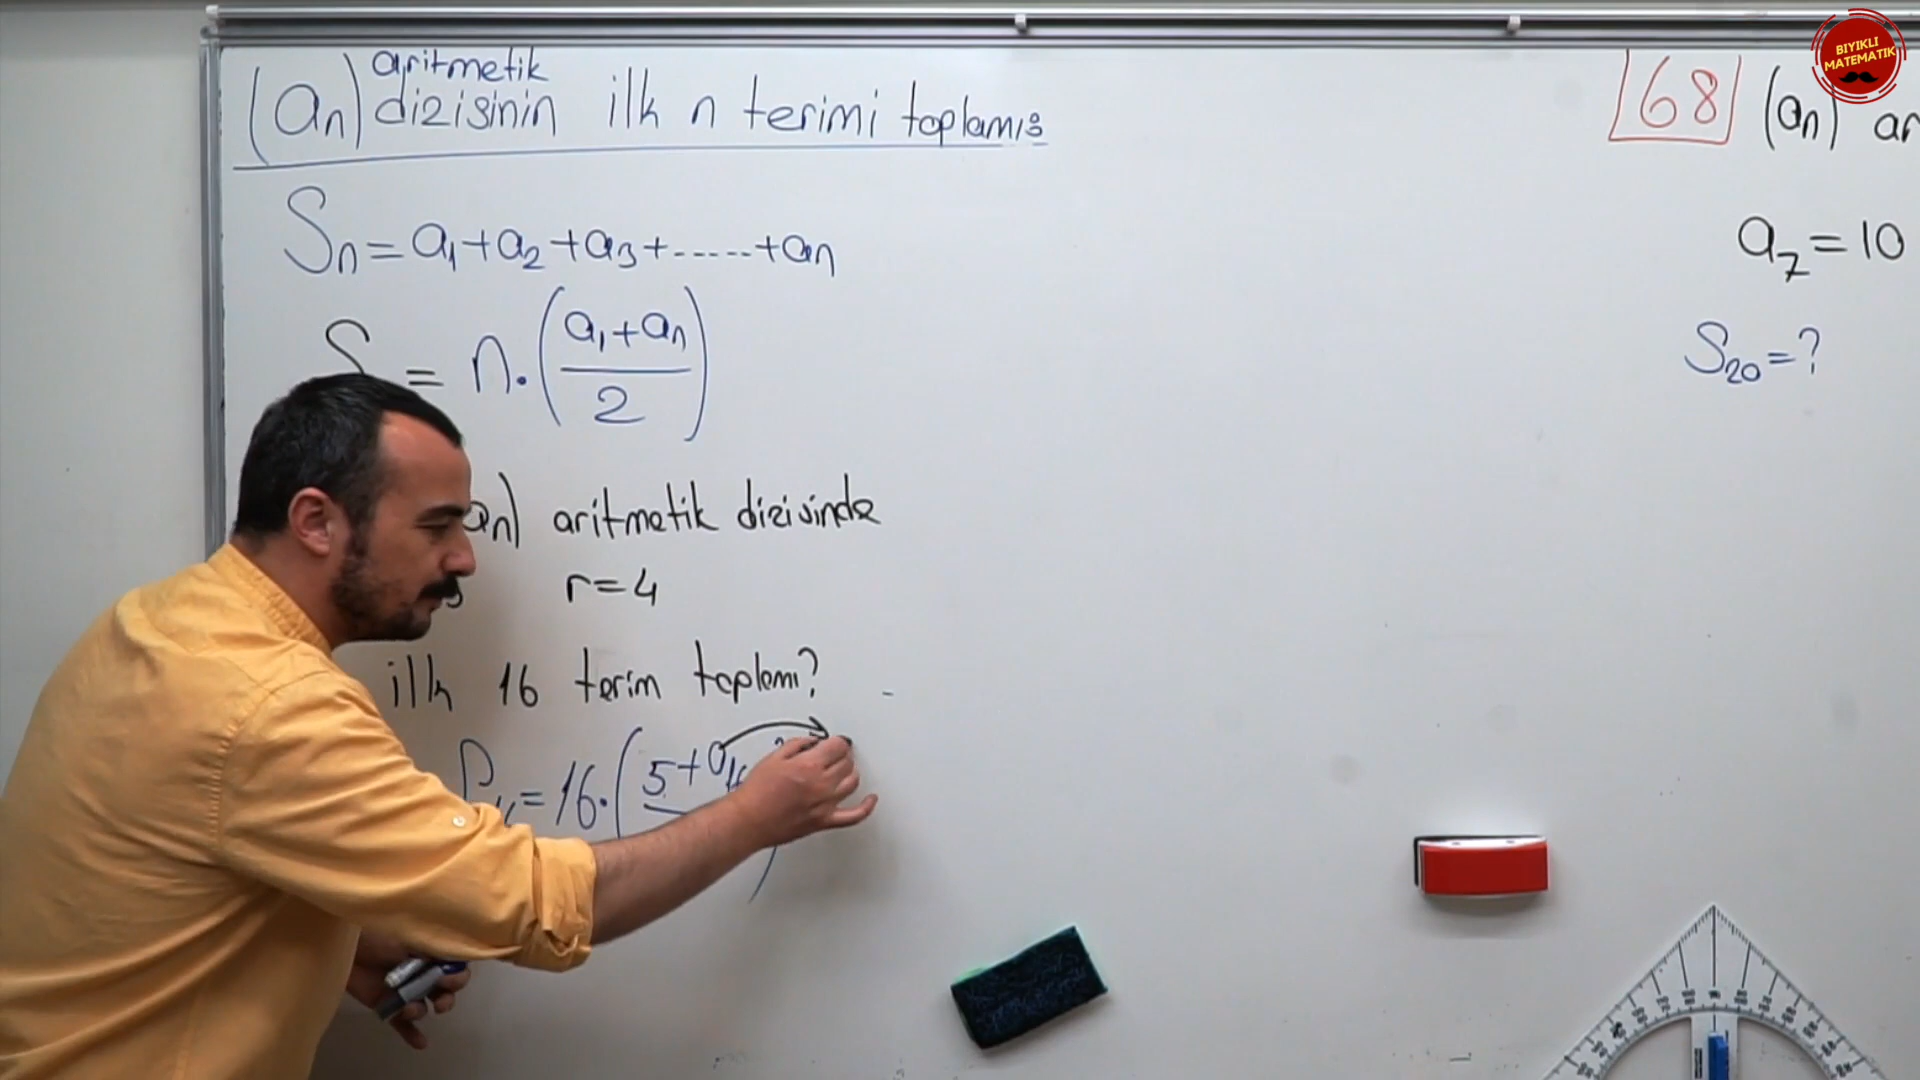 (an) aritmetik dizisinin ilk n terimi toplamı:
Sn = a1 + a2 + a3 + ...... + an
S = n.((a1 + an)/2)
an) aritmetik dizisinde
r = 4
ilk 16 terim toplamı?
= 16.(5 + a16
68 (an) ar
a7 = 10
S20 = ?
BIYIKLI
MATEMATİK